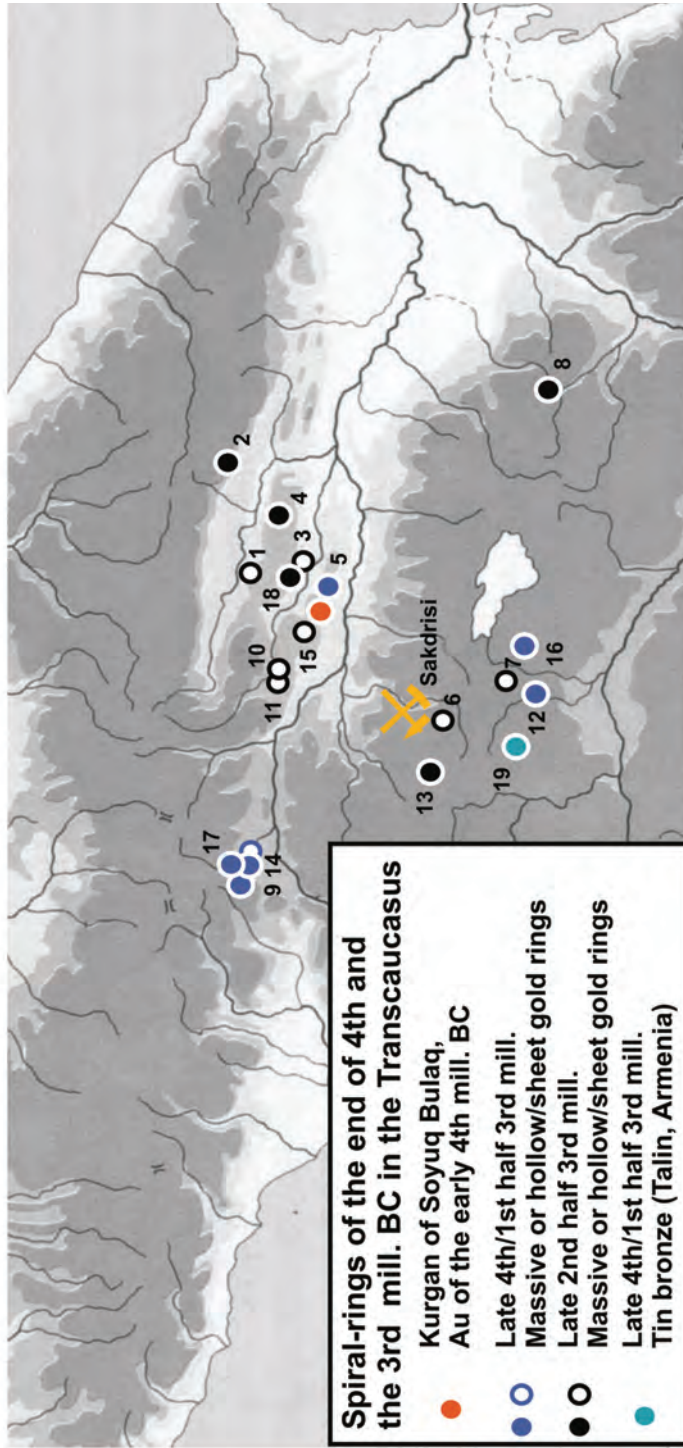 Spiral-rings of the end of 4th and
the 3rd mill. BC in the Transcaucasus
Kurgan of Soyuq Bulaq,
Au of the early 4th mill. BC
Late 4th/1st half 3rd mill.
Massive or hollow/sheet gold rings
Late 2nd half 3rd mill.
Massive or hollow/sheet gold rings
Late 4th/1st half 3rd mill.
Tin bronze (Talin, Armenia)
2
1
4
3
18
5
10
15
11
17
14
9
Sakdrisi
6
13
7
16
12
19
8